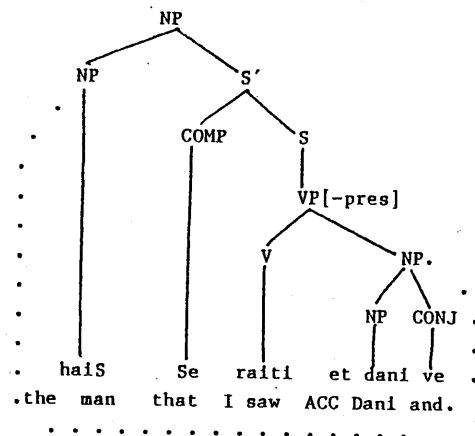 NP
NP S′
COMP S
VP[-pres]
V NP.
NP CONJ
haiS Se raiti et dani ve
.the man that I saw ACC Dani and.